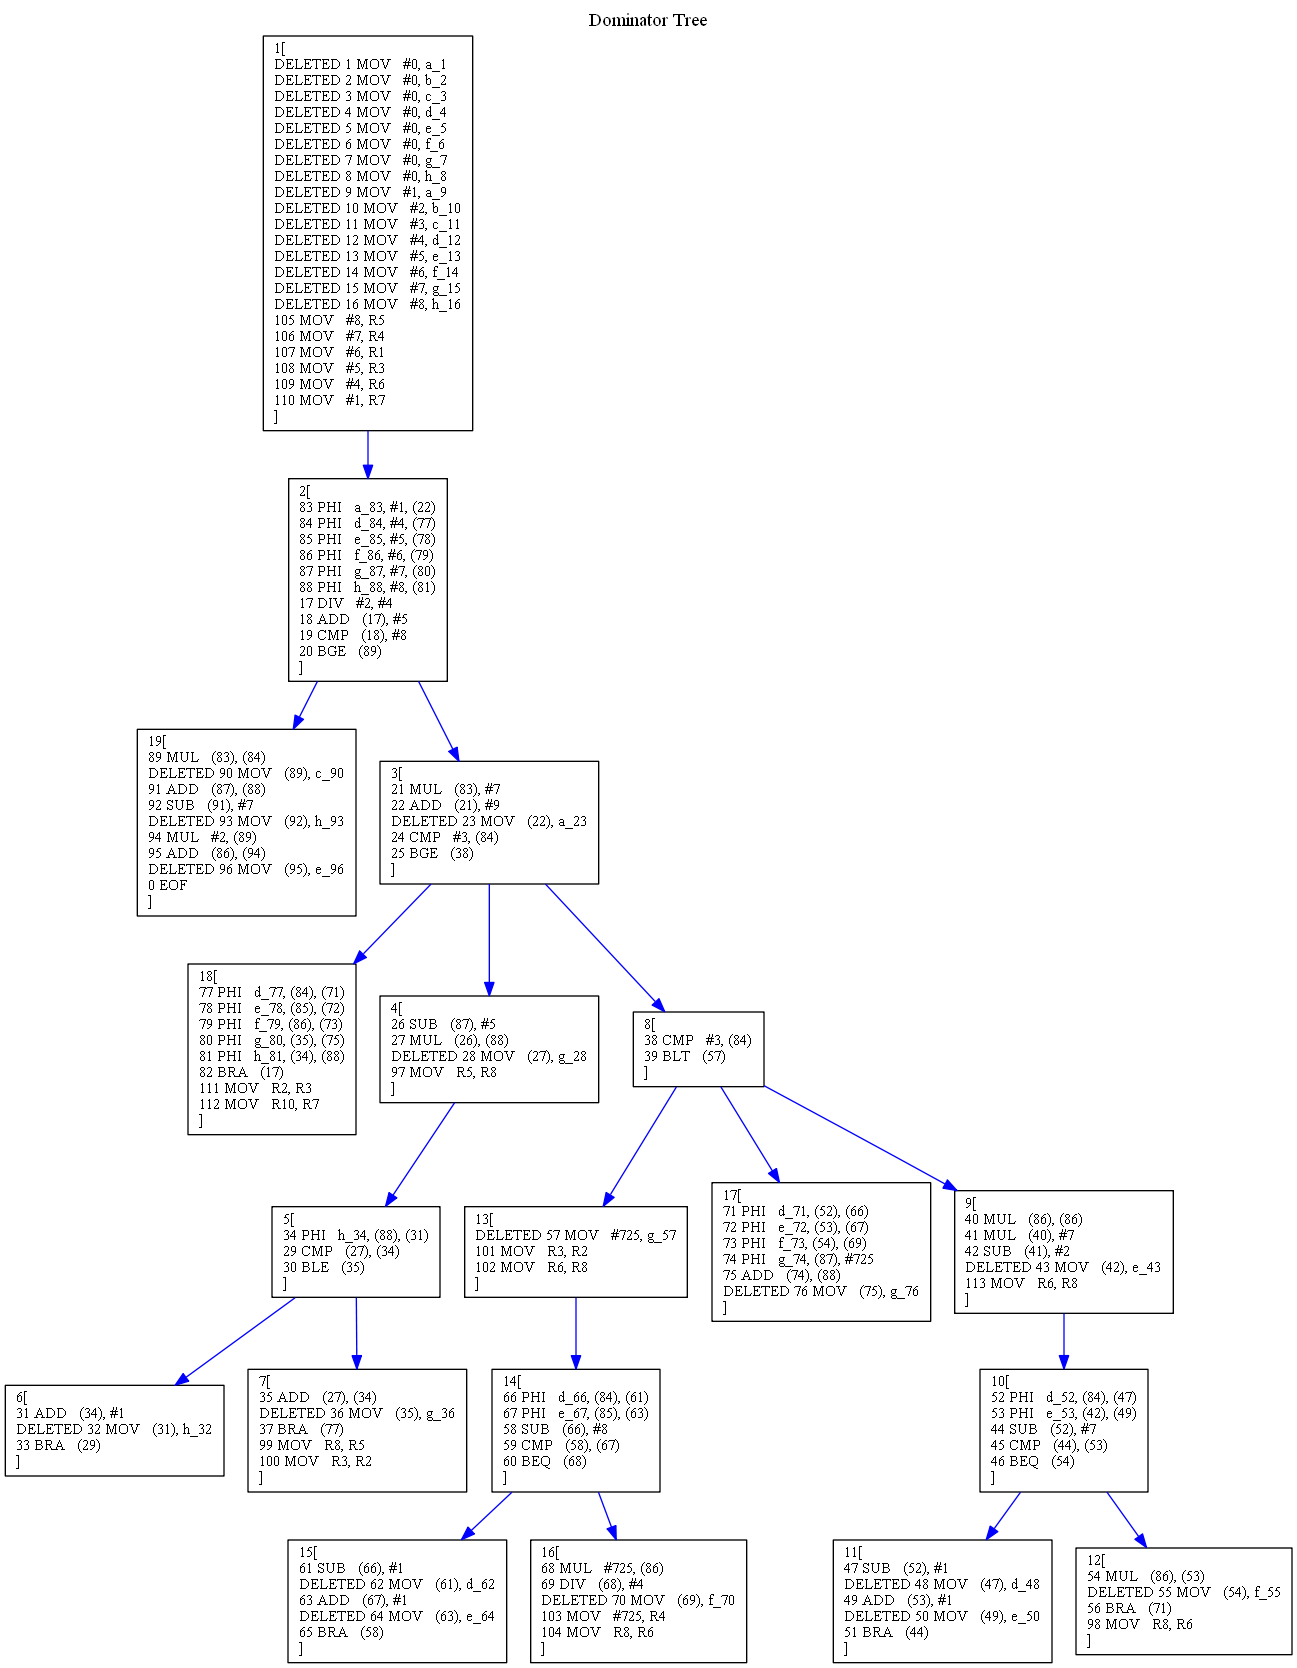 Dominator Tree
1[
DELETED 1 MOV #0, a_1
DELETED 2 MOV #0, b_2
DELETED 3 MOV #0, c_3
DELETED 4 MOV #0, d_4
DELETED 5 MOV #0, e_5
DELETED 6 MOV #0, f_6
DELETED 7 MOV #0, g_7
DELETED 8 MOV #0, h_8
DELETED 9 MOV #1, a_9
DELETED 10 MOV #2, b_10
DELETED 11 MOV #3, c_11
DELETED 12 MOV #4, d_12
DELETED 13 MOV #5, e_13
DELETED 14 MOV #6, f_14
DELETED 15 MOV #7, g_15
DELETED 16 MOV #8, h_16
105 MOV #8, R5
106 MOV #7, R4
107 MOV #6, R1
108 MOV #5, R3
109 MOV #4, R6
110 MOV #1, R7
]
2[
83 PHI a_83, #1, (22)
84 PHI d_84, #4, (77)
85 PHI e_85, #5, (78)
86 PHI f_86, #6, (79)
87 PHI g_87, #7, (80)
88 PHI h_88, #8, (81)
17 DIV #2, #4
18 ADD (17), #5
19 CMP (18), #8
20 BGE (89)
]
19[
89 MUL (83), (84)
DELETED 90 MOV (89), c_90
91 ADD (87), (88)
92 SUB (91), #7
DELETED 93 MOV (92), h_93
94 MUL #2, (89)
95 ADD (86), (94)
DELETED 96 MOV (95), e_96
0 EOF
]
3[
21 MUL (83), #7
22 ADD (21), #9
DELETED 23 MOV (22), a_23
24 CMP #3, (84)
25 BGE (38)
]
18[
77 PHI d_77, (84), (71)
78 PHI e_78, (85), (72)
79 PHI f_79, (86), (73)
80 PHI g_80, (35), (75)
81 PHI h_81, (34), (88)
82 BRA (17)
111 MOV R2, R3
112 MOV R10, R7
]
4[
26 SUB (87), #5
27 MUL (26), (88)
DELETED 28 MOV (27), g_28
97 MOV R5, R8
]
8[
38 CMP #3, (84)
39 BLT (57)
]
5[
34 PHI h_34, (88), (31)
29 CMP (27), (34)
30 BLE (35)
]
13[
DELETED 57 MOV #725, g_57
101 MOV R3, R2
102 MOV R6, R8
]
17[
71 PHI d_71, (52), (66)
72 PHI e_72, (53), (67)
73 PHI f_73, (54), (69)
74 PHI g_74, (87), #725
75 ADD (74), (88)
DELETED 76 MOV (75), g_76
]
9[
40 MUL (86), (86)
41 MUL (40), #7
42 SUB (41), #2
DELETED 43 MOV (42), e_43
113 MOV R6, R8
]
6[
31 ADD (34), #1
DELETED 32 MOV (31), h_32
33 BRA (29)
]
7[
35 ADD (27), (34)
DELETED 36 MOV (35), g_36
37 BRA (77)
99 MOV R8, R5
100 MOV R3, R2
]
14[
66 PHI d_66, (84), (61)
67 PHI e_67, (85), (63)
58 SUB (66), #8
59 CMP (58), (67)
60 BEQ (68)
]
10[
52 PHI d_52, (84), (47)
53 PHI e_53, (42), (49)
44 SUB (52), #7
45 CMP (44), (53)
46 BEQ (54)
]
15[
61 SUB (66), #1
DELETED 62 MOV (61), d_62
63 ADD (67), #1
DELETED 64 MOV (63), e_64
65 BRA (58)
]
16[
68 MUL #725, (86)
69 DIV (68), #4
DELETED 70 MOV (69), f_70
103 MOV #725, R4
104 MOV R8, R6
]
11[
47 SUB (52), #1
DELETED 48 MOV (47), d_48
49 ADD (53), #1
DELETED 50 MOV (49), e_50
51 BRA (44)
]
12[
54 MUL (86), (53)
DELETED 55 MOV (54), f_55
56 BRA (71)
98 MOV R8, R6
]